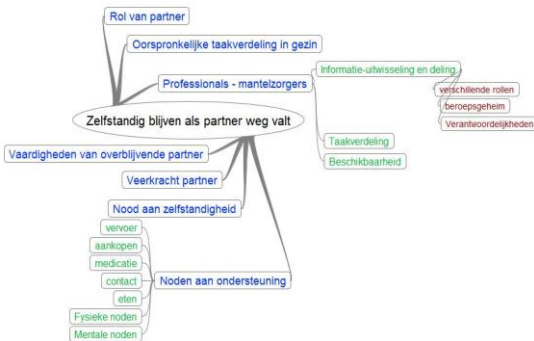 Rol van partner
Oorspronkelijke taakverdeling in gezin
Professionals - mantelzorgers
Informatie-uitwisseling en deling
verschillende rollen
beroepsgeheim
Verantwoordelijkheden
Taakverdeling
Beschikbaarheid
Zelfstandig blijven als partner weg valt
Vaardigheden van overblijvende partner
Veerkracht partner
Nood aan zelfstandigheid
Noden aan ondersteuning
vervoer
aankopen
medicatie
contact
eten
Fysieke noden
Mentale noden